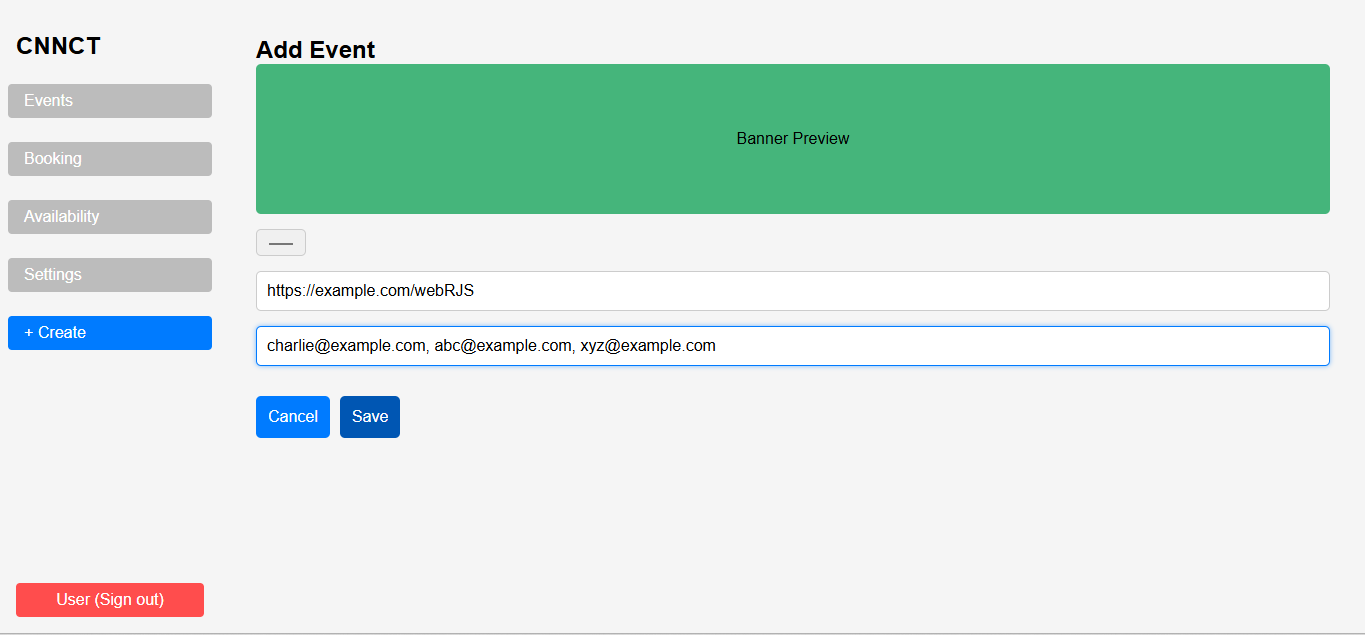 CNNCT
Events
Booking
Availability
Settings
+ Create
User (Sign out)
Add Event
Banner Preview
https://example.com/webRJS
charlie@example.com, abc@example.com, xyz@example.com
Cancel
Save